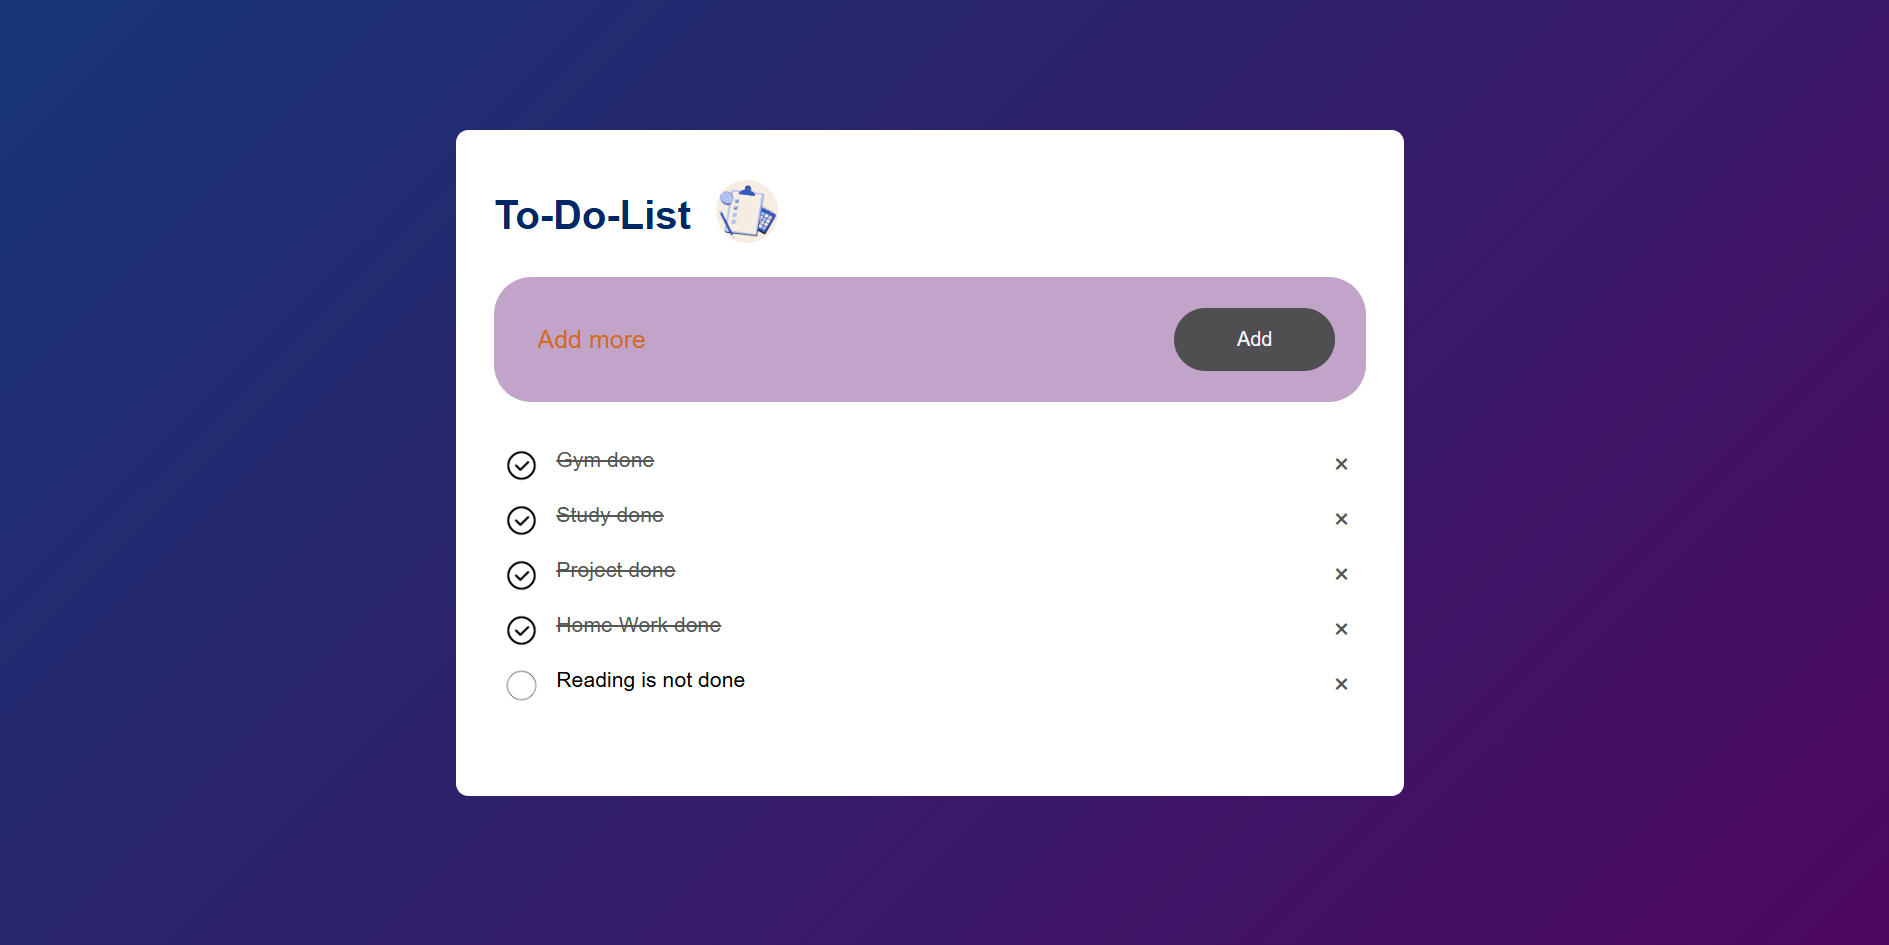 To-Do-List
Add more
Add
Gym done
×
Study done
×
Project done
×
Home Work done
×
Reading is not done
×